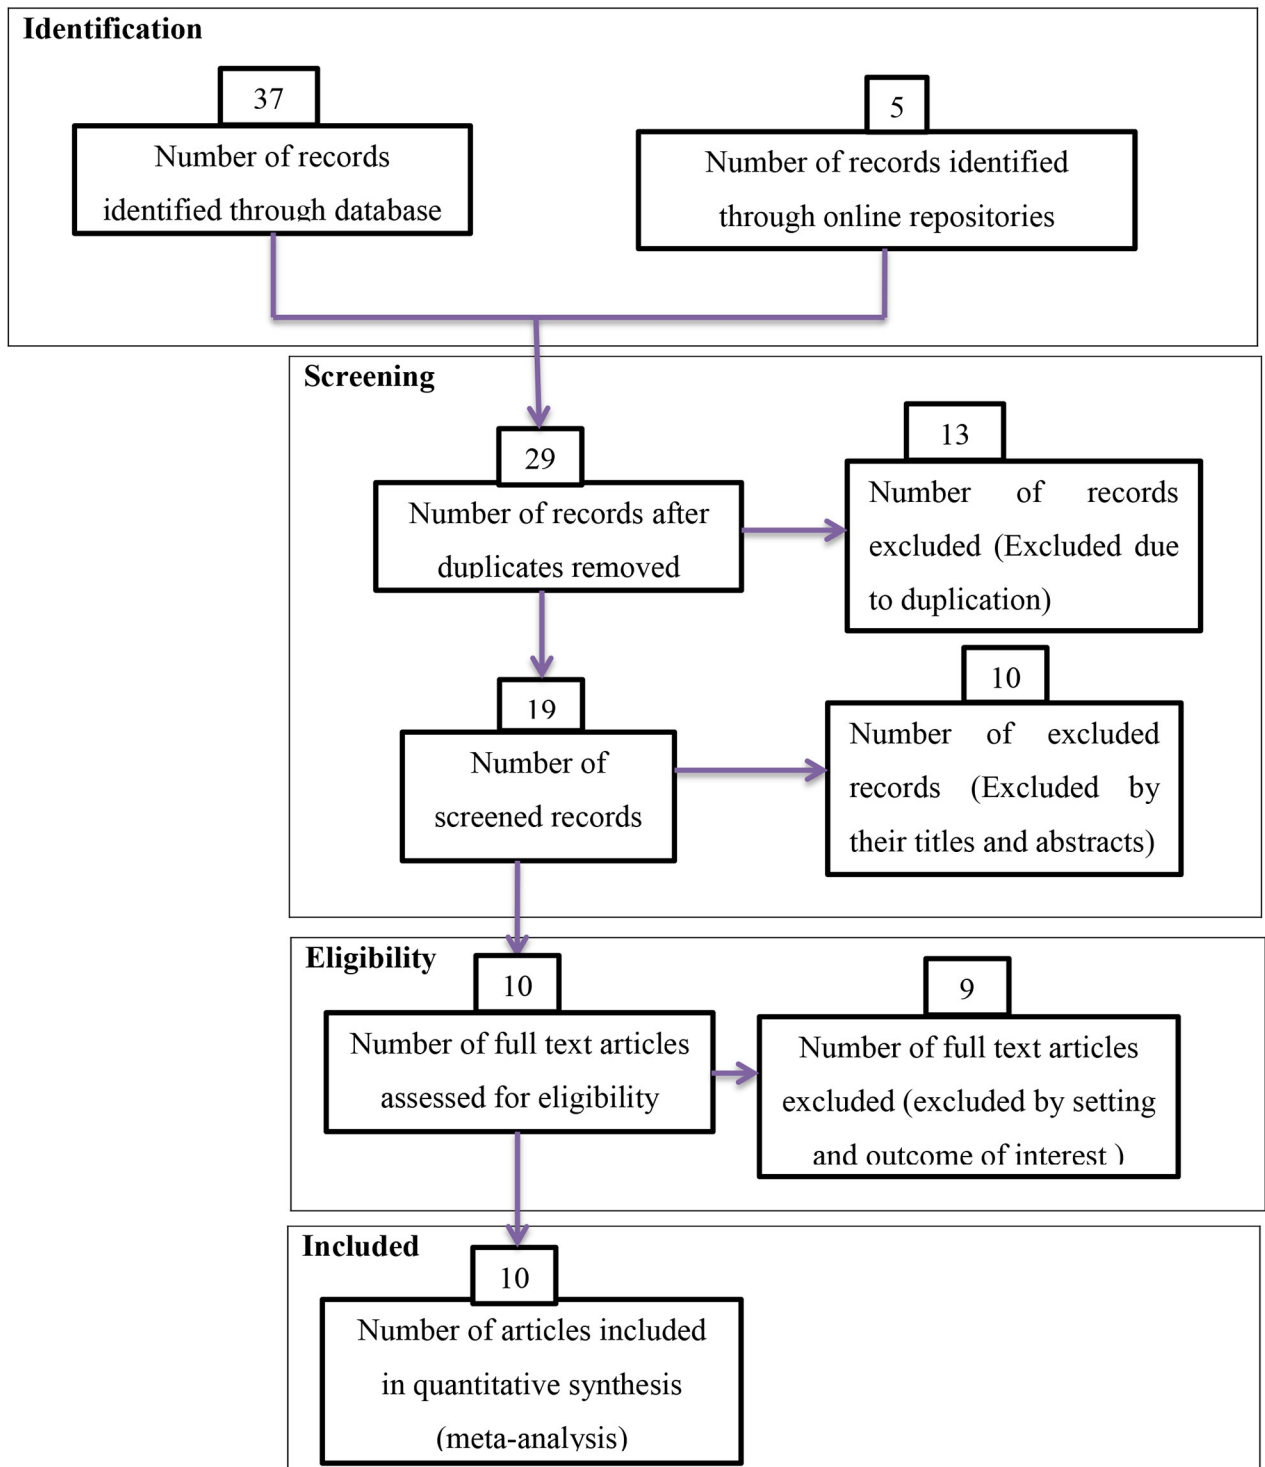 Identification
37
Number of records
identified through database
5
Number of records identified
through online repositories
Screening
29
Number of records after
duplicates removed
13
Number of records
excluded (Excluded due
to duplication)
19
Number of
screened records
10
Number of excluded
records (Excluded by
their titles and abstracts)
Eligibility
10
Number of full text articles
assessed for eligibility
9
Number of full text articles
excluded (excluded by setting
and outcome of interest )
Included
10
Number of articles included
in quantitative synthesis
(meta-analysis)